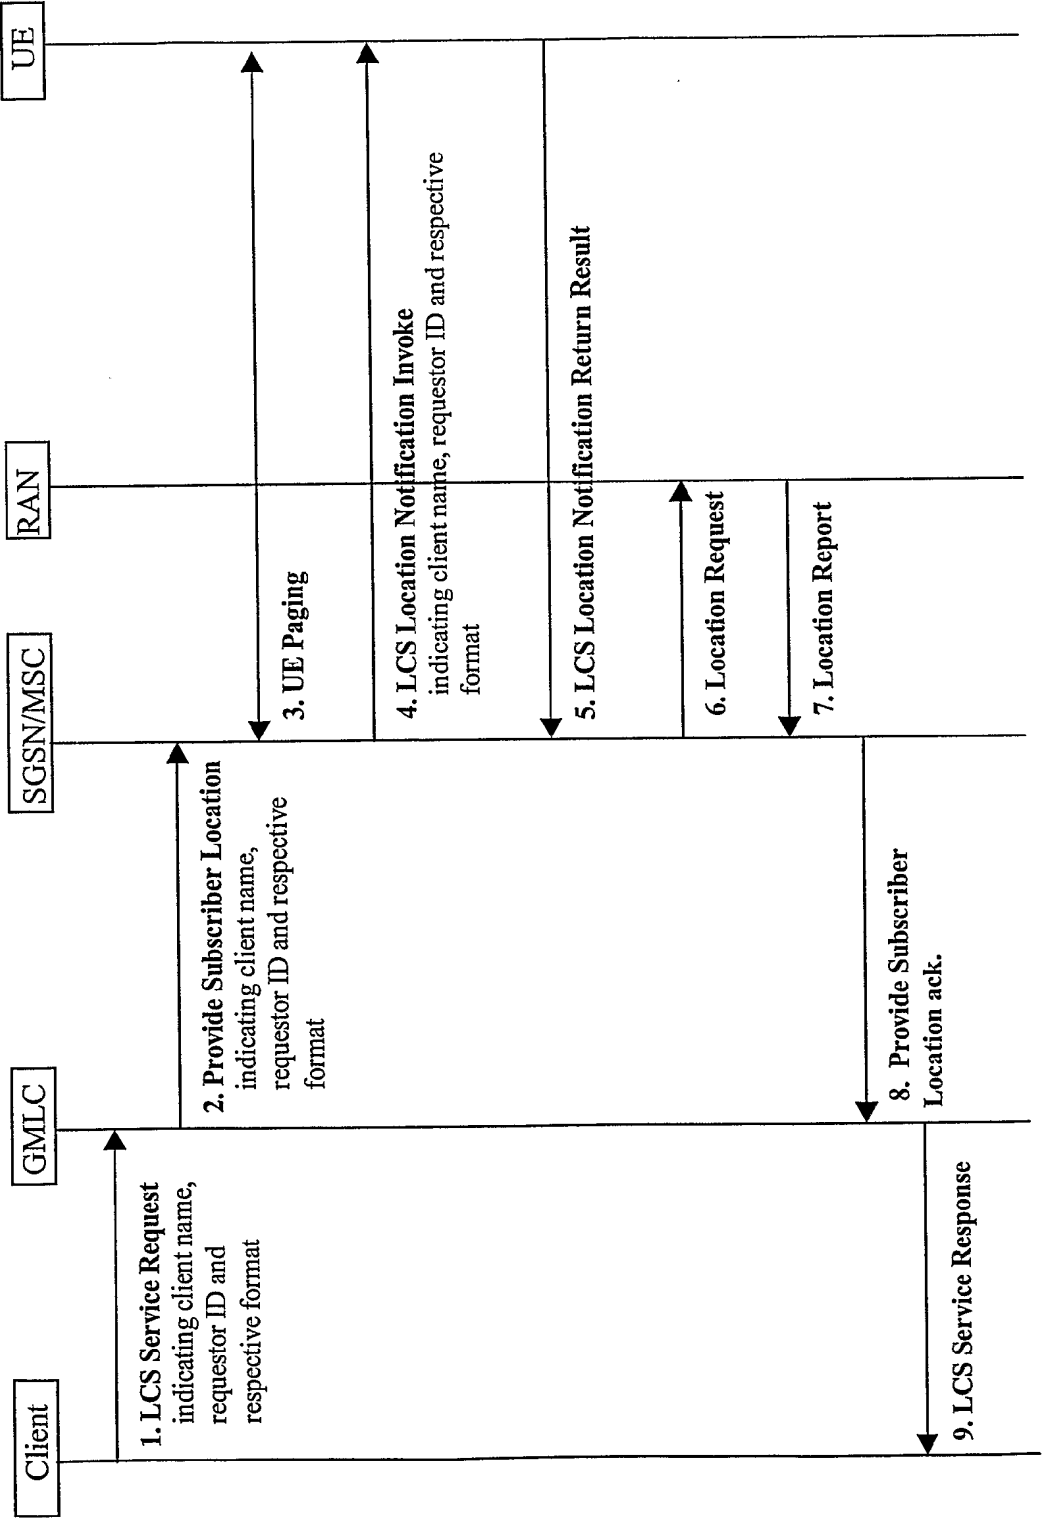 Client
GMLC
SGSN/MSC
RAN
UE
1. LCS Service Request
indicating client name,
requestor ID and
respective format
2. Provide Subscriber Location
indicating client name,
requestor ID and respective
format
3. UE Paging
4. LCS Location Notification Invoke
indicating client name, requestor ID and respective
format
5. LCS Location Notification Return Result
6. Location Request
7. Location Report
8. Provide Subscriber
Location ack.
9. LCS Service Response